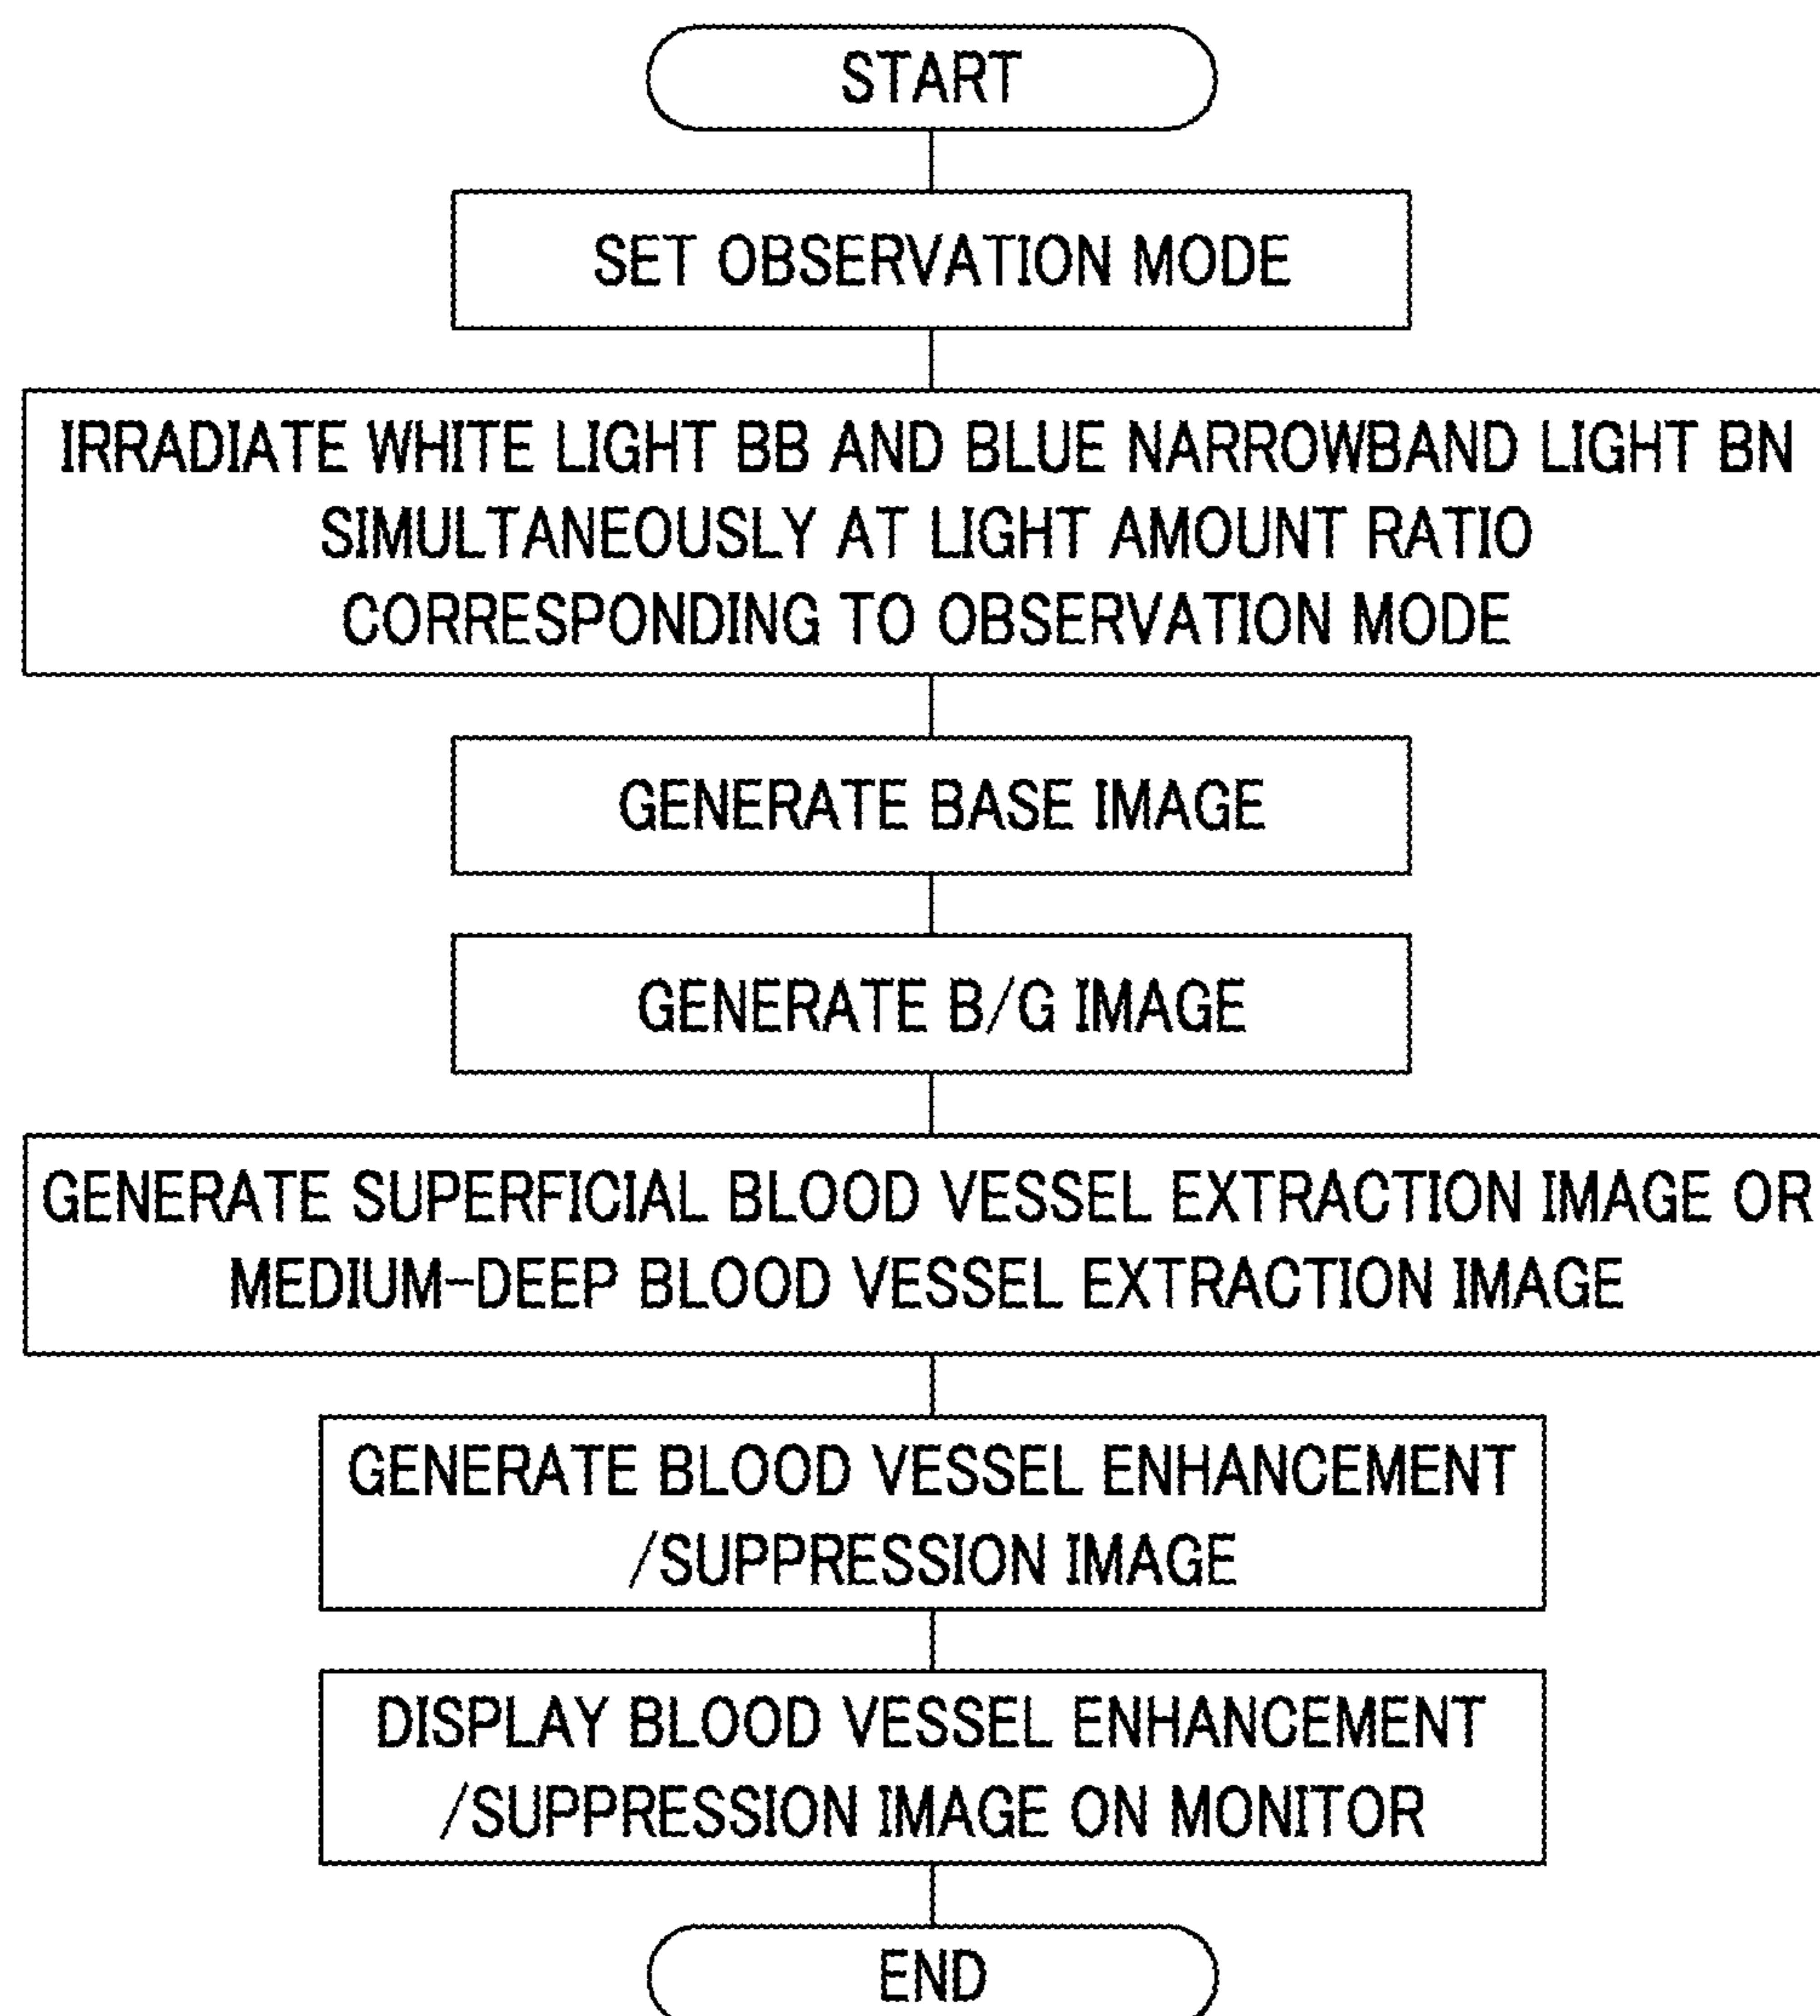 START
SET OBSERVATION MODE
IRRADIATE WHITE LIGHT BB AND BLUE NARROWBAND LIGHT BN
SIMULTANEOUSLY AT LIGHT AMOUNT RATIO
CORRESPONDING TO OBSERVATION MODE
GENERATE BASE IMAGE
GENERATE B/G IMAGE
GENERATE SUPERFICIAL BLOOD VESSEL EXTRACTION IMAGE OR
MEDIUM-DEEP BLOOD VESSEL EXTRACTION IMAGE
GENERATE BLOOD VESSEL ENHANCEMENT
/SUPPRESSION IMAGE
DISPLAY BLOOD VESSEL ENHANCEMENT
/SUPPRESSION IMAGE ON MONITOR
END